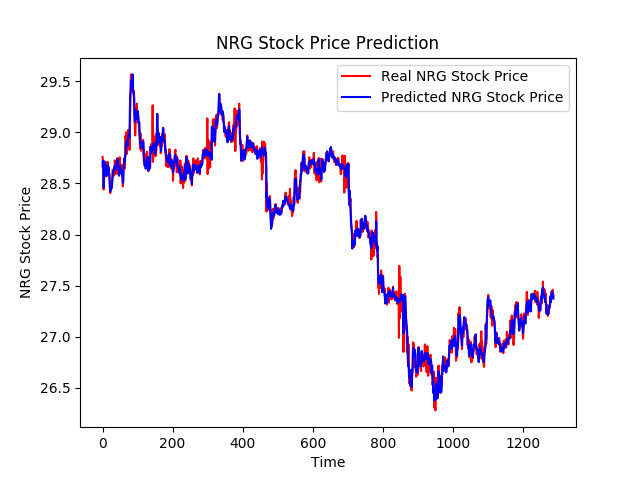 NRG Stock Price Prediction
Real NRG Stock Price
Predicted NRG Stock Price
NRG Stock Price
29.5
29.0
28.5
28.0
27.5
27.0
26.5
0 200 400 600 800 1000 1200
Time